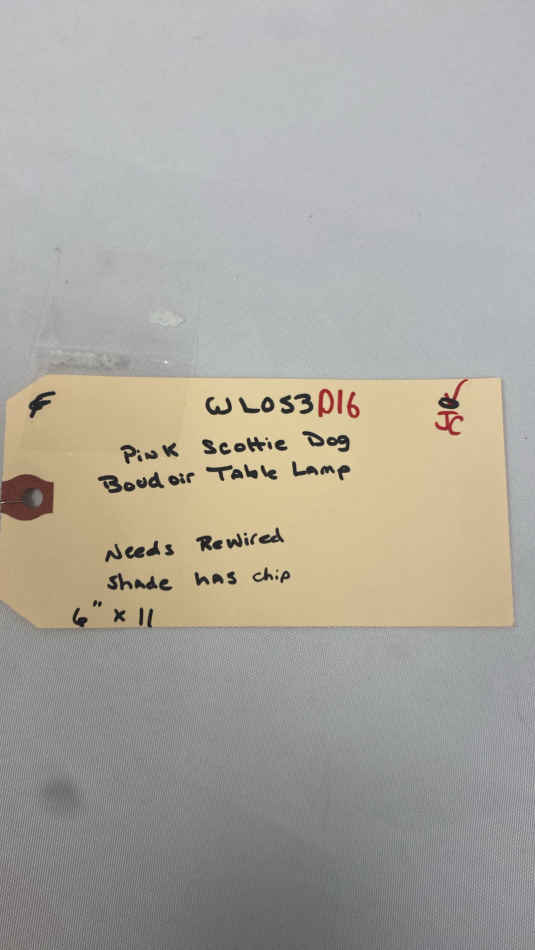 WL053D16
JC
Pink Scottie Dog
Boudoir Table Lamp
Needs Rewired
Shade has chip
6" x 11